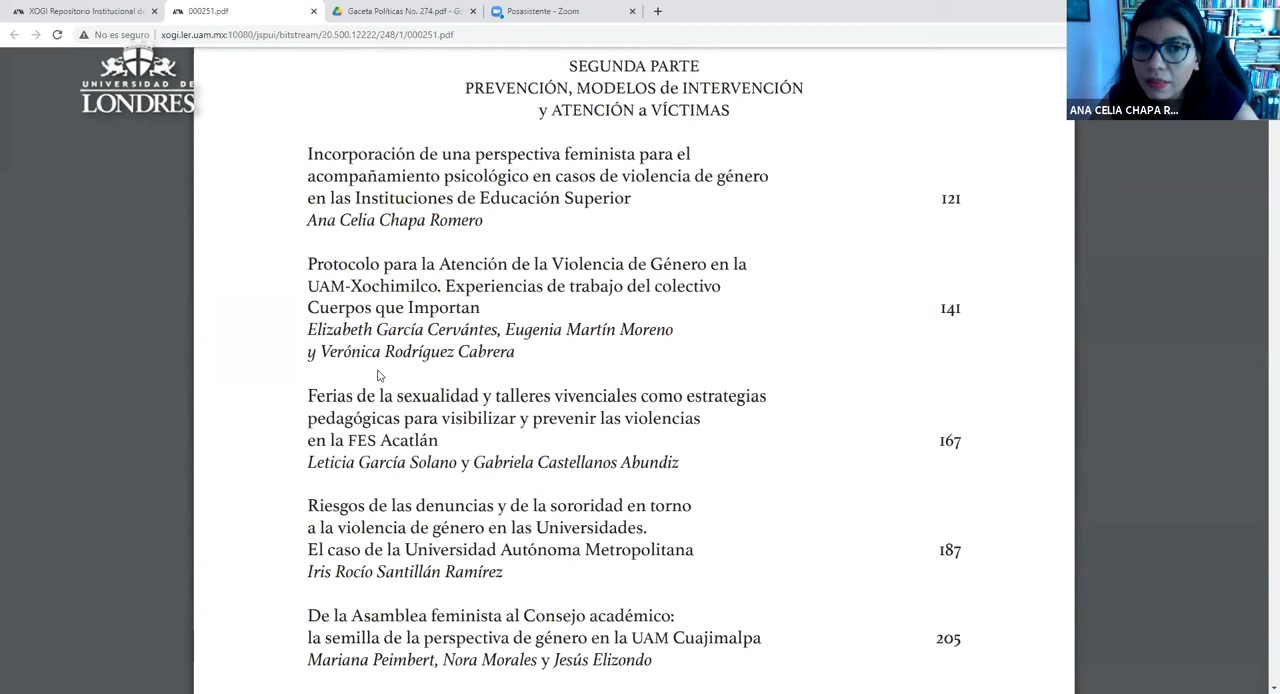 XOGI Repositorio Institucional de
000251.pdf
Gaceta Políticas No. 274.pdf - Go
Posasistente - Zoom
No es seguro
xogi.ler.uam.mx:10080/jspui/bitstream/20.500.12222/248/1/000251.pdf
UNIVERSIDAD DE
LONDRES
ANA CELIA CHAPA R...
SEGUNDA PARTE
PREVENCIÓN, MODELOS de INTERVENCIÓN
y ATENCIÓN a VÍCTIMAS
Incorporación de una perspectiva feminista para el
acompañamiento psicológico en casos de violencia de género
en las Instituciones de Educación Superior 121
Ana Celia Chapa Romero
Protocolo para la Atención de la Violencia de Género en la
UAM-Xochimilco. Experiencias de trabajo del colectivo
Cuerpos que Importan 141
Elizabeth García Cervántes, Eugenia Martín Moreno
y Verónica Rodríguez Cabrera
Ferias de la sexualidad y talleres vivenciales como estrategias
pedagógicas para visibilizar y prevenir las violencias
en la FES Acatlán 167
Leticia García Solano y Gabriela Castellanos Abundiz
Riesgos de las denuncias y de la sororidad en torno
a la violencia de género en las Universidades.
El caso de la Universidad Autónoma Metropolitana 187
Iris Rocío Santillán Ramírez
De la Asamblea feminista al Consejo académico:
la semilla de la perspectiva de género en la UAM Cuajimalpa 205
Mariana Peimbert, Nora Morales y Jesús Elizondo